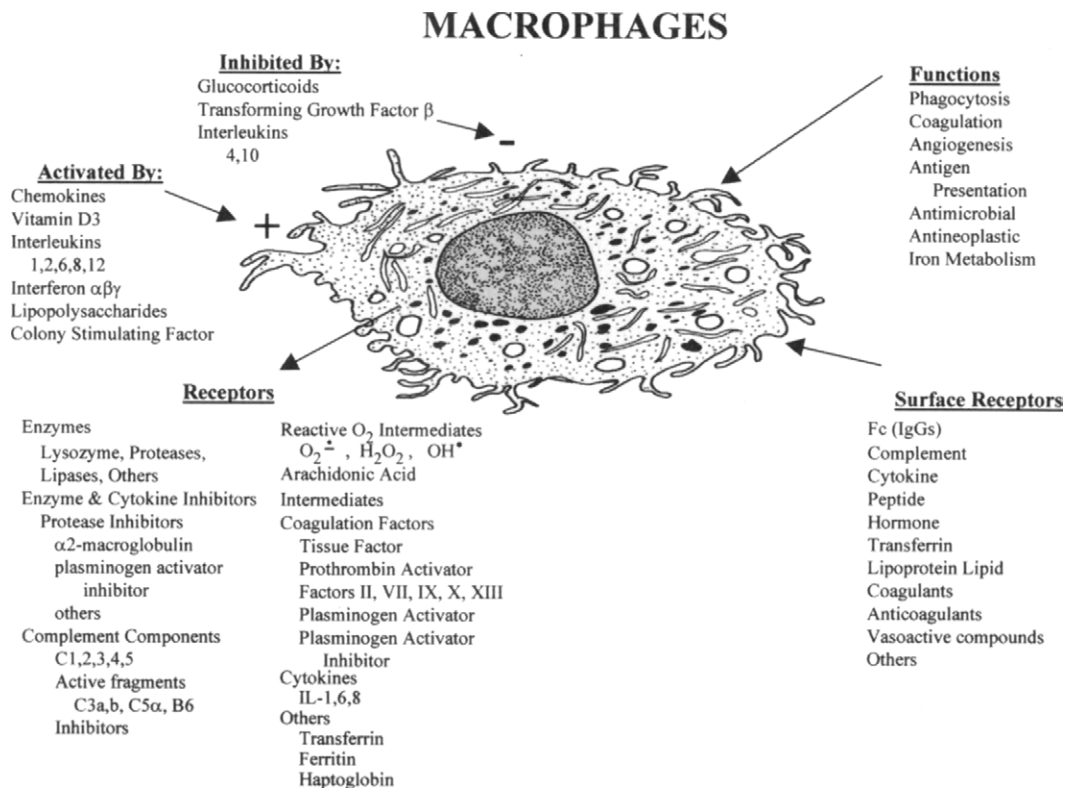 MACROPHAGES
Inhibited By:
Glucocorticoids
Transforming Growth Factor β
Interleukins
4,10
-
Activated By:
Chemokines
Vitamin D3
Interleukins
1,2,6,8,12
Interferon αβγ
Lipopolysaccharides
Colony Stimulating Factor
+
Functions
Phagocytosis
Coagulation
Angiogenesis
Antigen
Presentation
Antimicrobial
Antineoplastic
Iron Metabolism
Receptors
Enzymes
Lysozyme, Proteases,
Lipases, Others
Enzyme & Cytokine Inhibitors
Protease Inhibitors
α2-macroglobulin
plasminogen activator
inhibitor
others
Complement Components
C1,2,3,4,5
Active fragments
C3a,b, C5α, B6
Inhibitors
Reactive O₂ Intermediates
O₂∸ , H₂O₂ , OH•
Arachidonic Acid
Intermediates
Coagulation Factors
Tissue Factor
Prothrombin Activator
Factors II, VII, IX, X, XIII
Plasminogen Activator
Plasminogen Activator
Inhibitor
Cytokines
IL-1,6,8
Others
Transferrin
Ferritin
Haptoglobin
Surface Receptors
Fc (IgGs)
Complement
Cytokine
Peptide
Hormone
Transferrin
Lipoprotein Lipid
Coagulants
Anticoagulants
Vasoactive compounds
Others